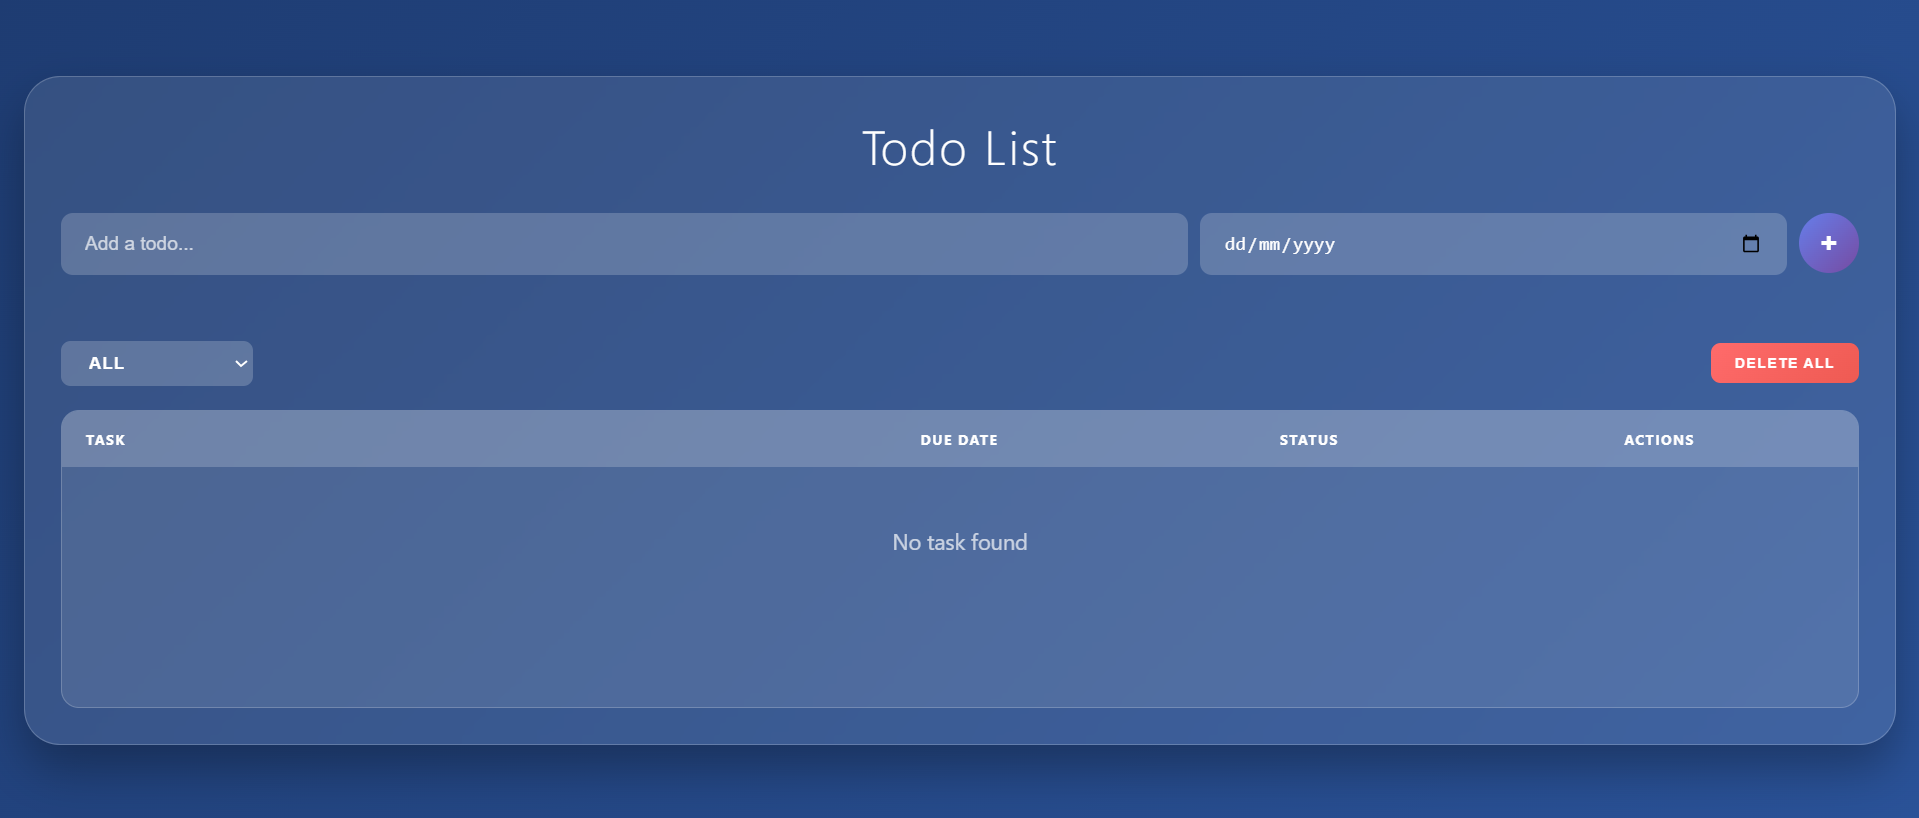 Todo List
Add a todo...
dd/mm/yyyy
+
ALL
DELETE ALL
TASK DUE DATE STATUS ACTIONS
No task found